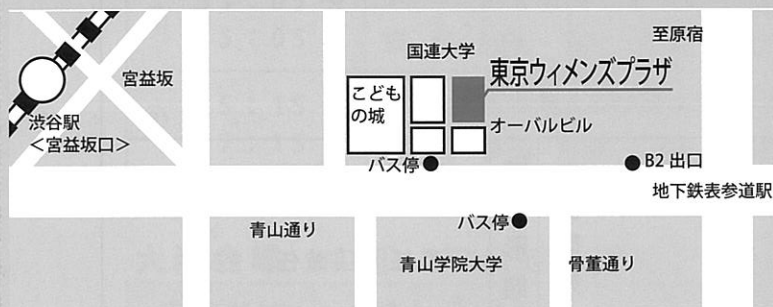 至原宿
国連大学
東京ウィメンズプラザ
宮益坂
こども
の城
渋谷駅
＜宮益坂口＞
オーバルビル
バス停
B2 出口
地下鉄表参道駅
バス停
青山通り
青山学院大学
骨董通り